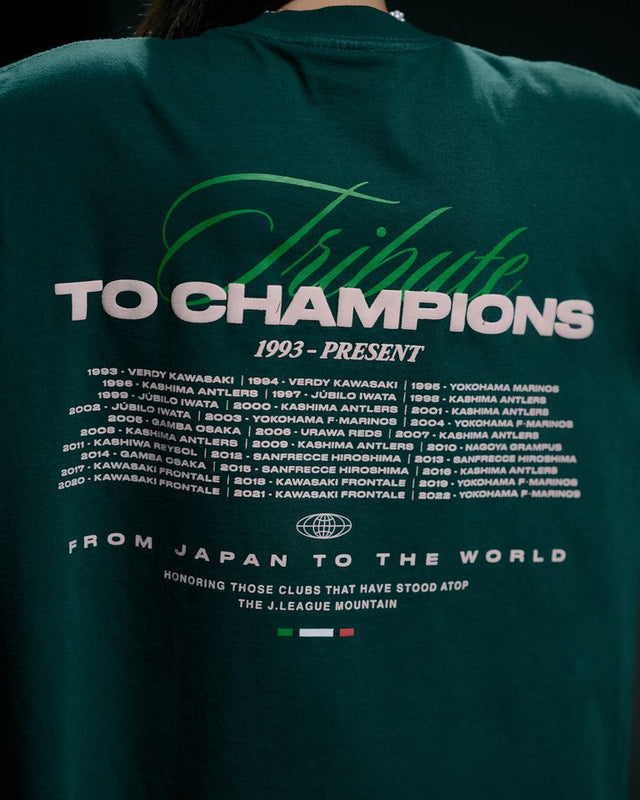 Tribute
TO CHAMPIONS
1993 - PRESENT
1993 - VERDY KAWASAKI | 1994 - VERDY KAWASAKI | 1995 - YOKOHAMA MARINOS
1996 - KASHIMA ANTLERS | 1997 - JÚBILO IWATA | 1998 - KASHIMA ANTLERS
1999 - JÚBILO IWATA | 2000 - KASHIMA ANTLERS | 2001 - KASHIMA ANTLERS
2002 - JÚBILO IWATA | 2003 - YOKOHAMA F·MARINOS | 2004 - YOKOHAMA F·MARINOS
2005 - GAMBA OSAKA | 2006 - URAWA REDS | 2007 - KASHIMA ANTLERS
2008 - KASHIMA ANTLERS | 2009 - KASHIMA ANTLERS | 2010 - NAGOYA GRAMPUS
2011 - KASHIWA REYSOL | 2012 - SANFRECCE HIROSHIMA | 2013 - SANFRECCE HIROSHIMA
2014 - GAMBA OSAKA | 2015 - SANFRECCE HIROSHIMA | 2016 - KASHIMA ANTLERS
2017 - KAWASAKI FRONTALE | 2018 - KAWASAKI FRONTALE | 2019 - YOKOHAMA F·MARINOS
2020 - KAWASAKI FRONTALE | 2021 - KAWASAKI FRONTALE | 2022 - YOKOHAMA F·MARINOS
FROM JAPAN TO THE WORLD
HONORING THOSE CLUBS THAT HAVE STOOD ATOP
THE J.LEAGUE MOUNTAIN